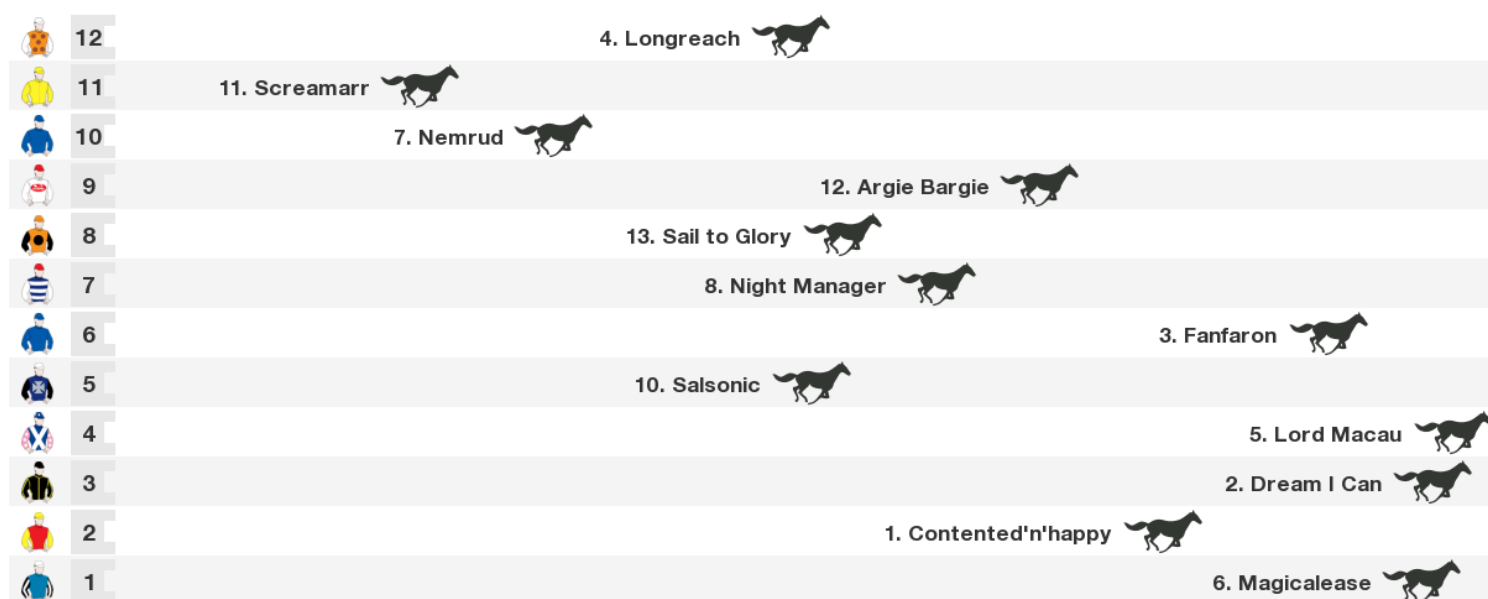 12 4. Longreach
11 11. Screamarr
10 7. Nemrud
9 12. Argie Bargie
8 13. Sail to Glory
7 8. Night Manager
6 3. Fanfaron
5 10. Salsonic
4 5. Lord Macau
3 2. Dream I Can
2 1. Contented'n'happy
1 6. Magicalease